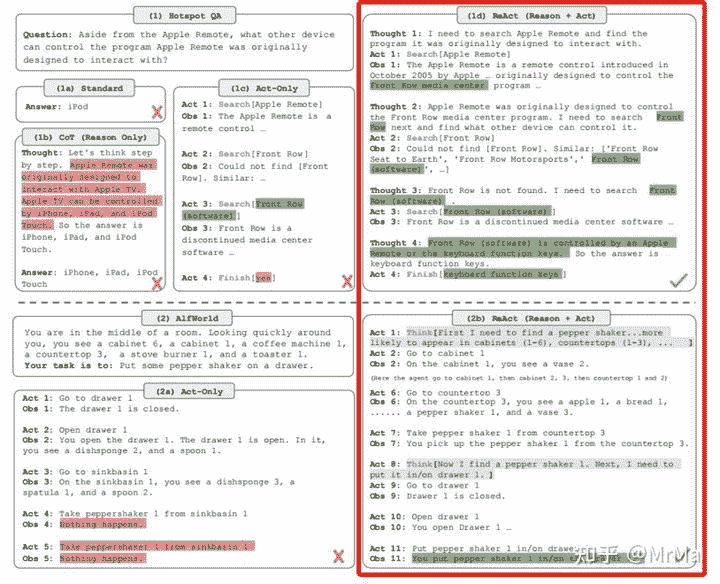 (1) Hotspot QA
Question: Aside from the Apple Remote, what other device
can control the program Apple Remote was originally
designed to interact with?
(1a) Standard
Answer: iPod
(1b) CoT (Reason Only)
Thought: Let's think step
by step. Apple Remote was
originally designed to
interact with Apple TV.
Apple TV can be controlled
by iPhone, iPad, and iPod
Touch. So the answer is
iPhone, iPad, and iPod
Touch.
Answer: iPhone, iPad, iPod
Touch
(1c) Act-Only
Act 1: Search[Apple Remote]
Obs 1: The Apple Remote is a
remote control …
Act 2: Search[Front Row]
Obs 2: Could not find [Front
Row]. Similar: …
Act 3: Search[Front Row
(software)]
Obs 3: Front Row is a
discontinued media center
software …
Act 4: Finish[yes]
(1d) ReAct (Reason + Act)
Thought 1: I need to search Apple Remote and find the
program it was originally designed to interact with.
Act 1: Search[Apple Remote]
Obs 1: The Apple Remote is a remote control introduced in
October 2005 by Apple … originally designed to control the
Front Row media center program …
Thought 2: Apple Remote was originally designed to control
the Front Row media center program. I need to search Front
Row next and find what other device can control it.
Act 2: Search[Front Row]
Obs 2: Could not find [Front Row]. Similar: ['Front Row
Seat to Earth', 'Front Row Motorsports', 'Front Row
(software)', …]
Thought 3: Front Row is not found. I need to search Front
Row (software) .
Act 3: Search[Front Row (software)]
Obs 3: Front Row is a discontinued media center software …
Thought 4: Front Row (software) is controlled by an Apple
Remote or the keyboard function keys. So the answer is
keyboard function keys.
Act 4: Finish[keyboard function keys]
(2) AlfWorld
You are in the middle of a room. Looking quickly around
you, you see a cabinet 6, a cabinet 1, a coffee machine 1,
a countertop 3, a stove burner 1, and a toaster 1.
Your task is to: Put some pepper shaker on a drawer.
(2a) Act-Only
Act 1: Go to drawer 1
Obs 1: The drawer 1 is closed.
Act 2: Open drawer 1
Obs 2: You open the drawer 1. The drawer 1 is open. In it,
you see a dishsponge 2, and a spoon 1.
Act 3: Go to sinkbasin 1
Obs 3: On the sinkbasin 1, you see a dishsponge 3, a
spatula 1, and a spoon 2.
Act 4: Take peppershaker 1 from sinkbasin 1
Obs 4: Nothing happens.
Act 5: Take peppershaker 1 from sinkbasin 1
Obs 5: Nothing happens.
(2b) ReAct (Reason + Act)
Act 1: Think[First I need to find a pepper shaker...more
likely to appear in cabinets (1-6), countertops (1-3), ... ]
Act 2: Go to cabinet 1
Obs 2: On the cabinet 1, you see a vase 2.
(Here the agent go to cabinet 1, then cabinet 2, 3, then countertop 1 and 2)
Act 6: Go to countertop 3
Obs 6: On the countertop 3, you see a apple 1, a bread 1,
...... a pepper shaker 1, and a vase 3.
Act 7: Take pepper shaker 1 from countertop 3
Obs 7: You pick up the pepper shaker 1 from the countertop 3.
Act 8: Think[Now I find a pepper shaker 1. Next, I need to
put it in/on drawer 1. ]
Act 9: Go to drawer 1
Obs 9: Drawer 1 is closed.
Act 10: Open drawer 1
Obs 10: You open Drawer 1 …
Act 11: Put pepper shaker 1 in/on drawer
Obs 11: You put pepper shaker 1 in/on the drawer
知乎 @MrMa